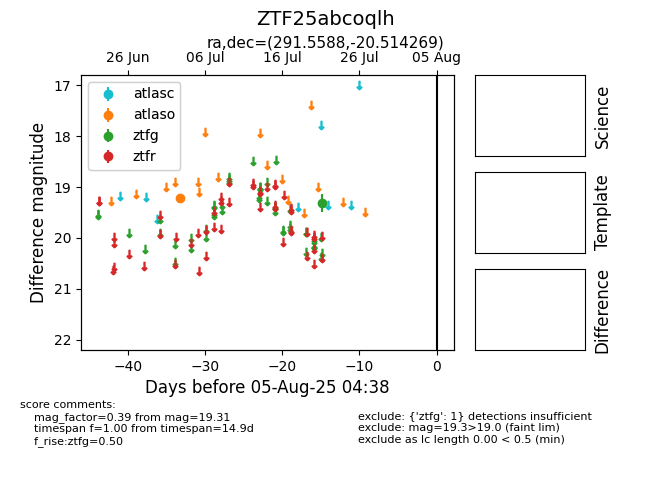 ZTF25abcoqlh
ra,dec=(291.5588,-20.514269)
26 Jun 06 Jul 16 Jul 26 Jul 05 Aug
atlasc
atlaso
ztfg
ztfr
17
18
19
20
21
22
Difference magnitude
−40 −30 −20 −10 0
Days before 05-Aug-25 04:38
Science
Template
Difference
score comments:
mag_factor=0.39 from mag=19.31
timespan f=1.00 from timespan=14.9d
f_rise:ztfg=0.50
exclude: {'ztfg': 1} detections insufficient
exclude: mag=19.3>19.0 (faint lim)
exclude as lc length 0.00 < 0.5 (min)